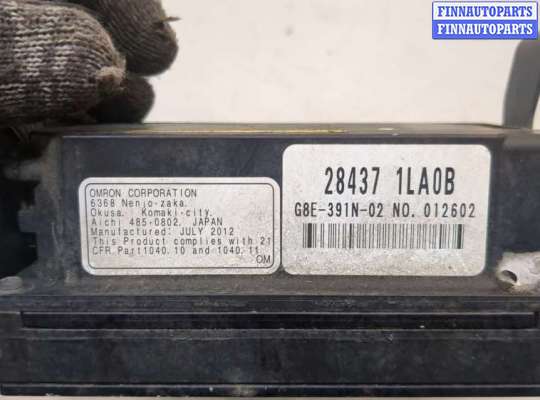 FINNAUTOPARTS
FINNAUTOPARTS
OMRON CORPORATION
6368 Nenjo-zaka.
Okusa. Komaki-city.
Aichi 485-0802. JAPAN
Manufactured: JULY 2012
This Product complies with 21
CFR Part1040.10 and 1040.11
OM
28437 1LA0B
G8E-391N-02 NO. 012602